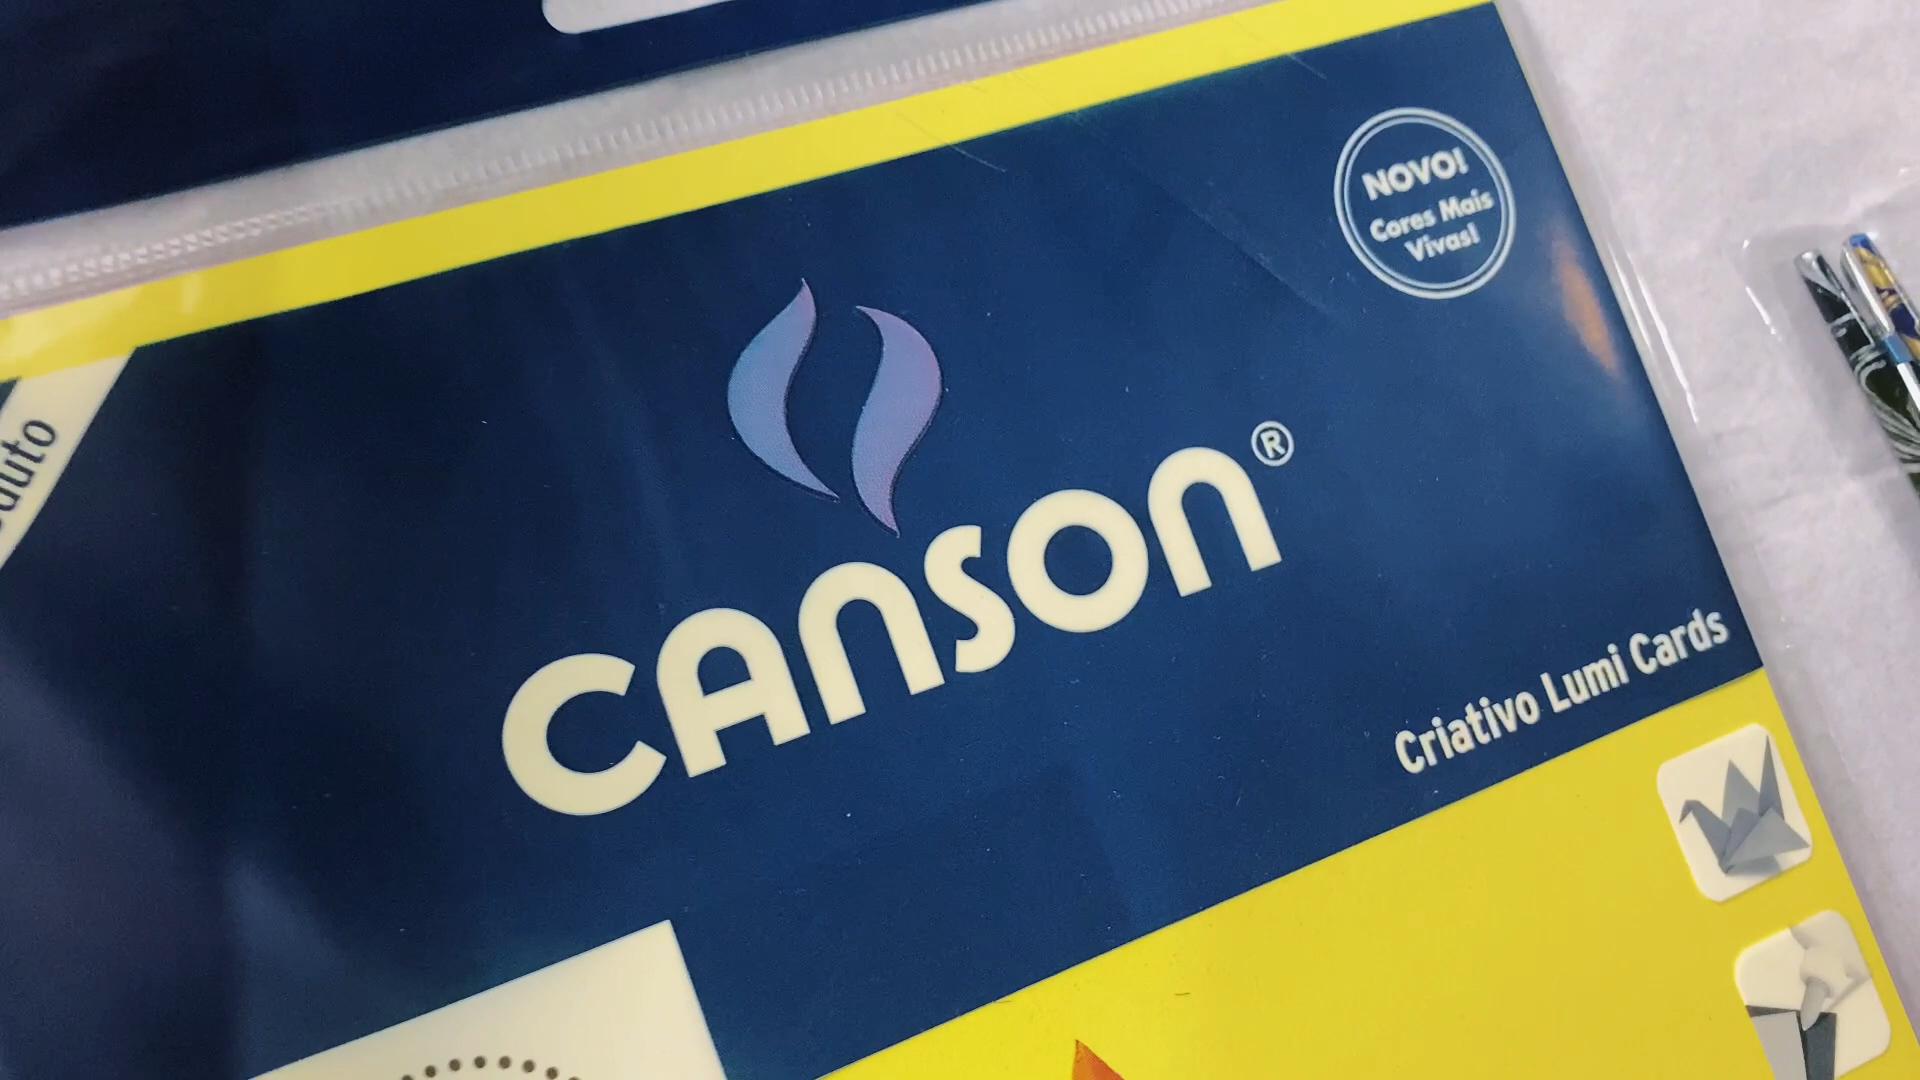 NOVO!
Cores Mais
Vivas!
CANSON®
Criativo Lumi Cards